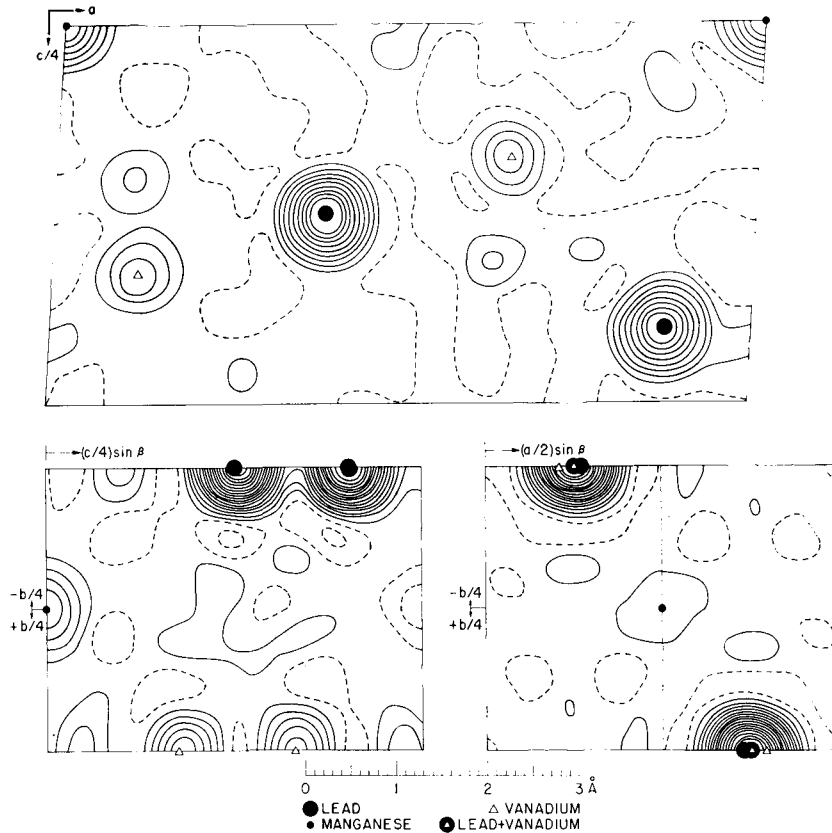 a
c/4
(c/4) sin β
(a/2) sin β
-b/4
+b/4
-b/4
+b/4
0 1 2 3 Å
LEAD △ VANADIUM
MANGANESE LEAD+VANADIUM